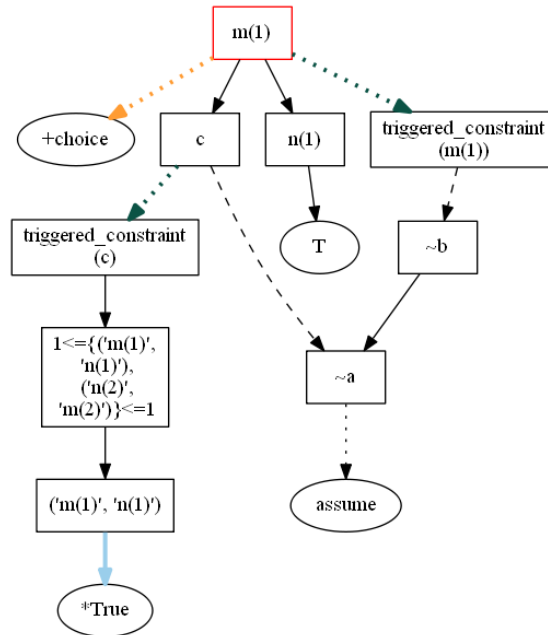 m(1)
+choice
c
n(1)
triggered_constraint
(m(1))
triggered_constraint
(c)
T
~b
1<={('m(1)',
'n(1)'),
('n(2)',
'm(2)')}<=1
~a
('m(1)', 'n(1)')
assume
*True